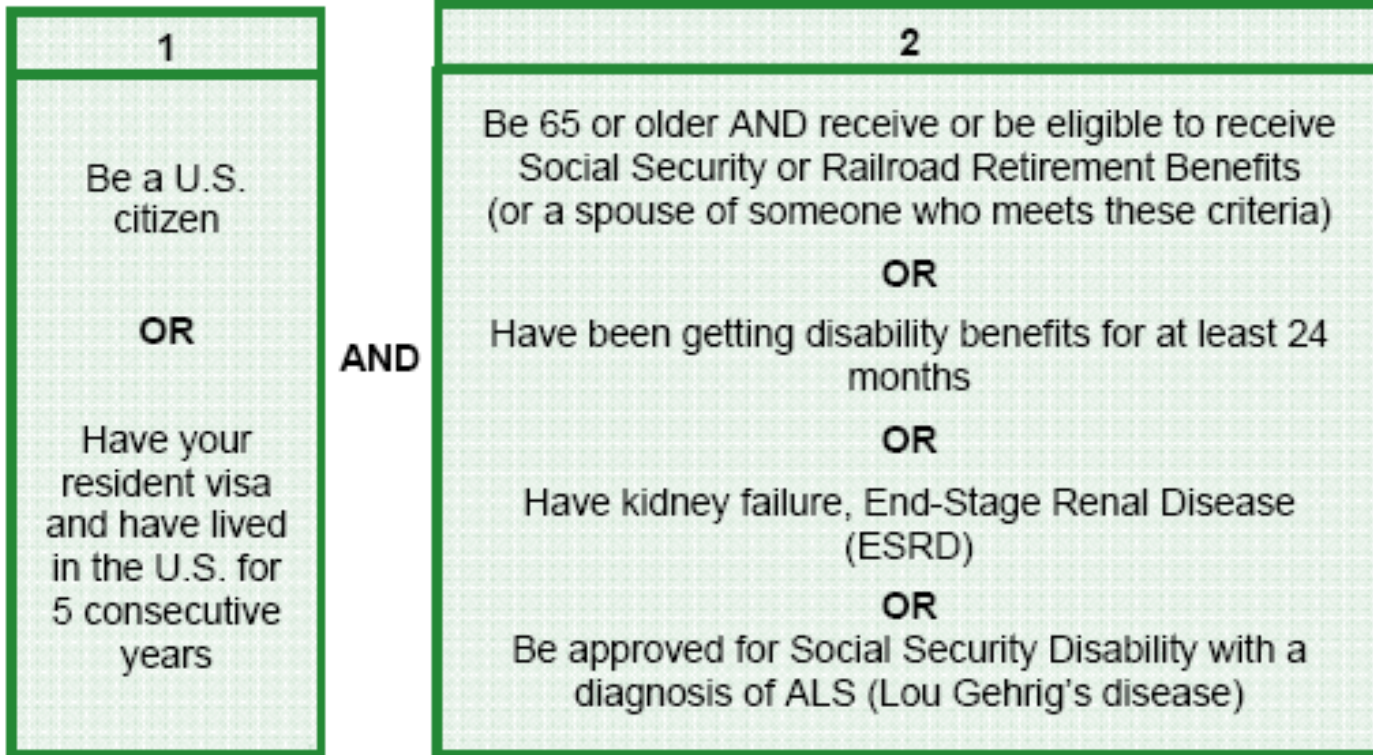 1
Be a U.S.
citizen
OR
Have your
resident visa
and have lived
in the U.S. for
5 consecutive
years
AND
2
Be 65 or older AND receive or be eligible to receive
Social Security or Railroad Retirement Benefits
(or a spouse of someone who meets these criteria)
OR
Have been getting disability benefits for at least 24
months
OR
Have kidney failure, End-Stage Renal Disease
(ESRD)
OR
Be approved for Social Security Disability with a
diagnosis of ALS (Lou Gehrig’s disease)